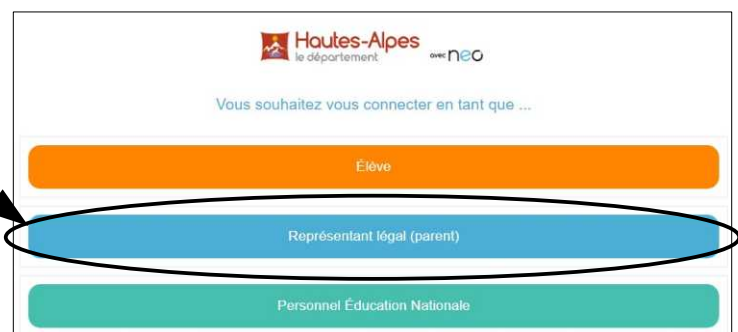 Hautes-Alpes
le département
avec neo
Vous souhaitez vous connecter en tant que ...
Élève
Représentant légal (parent)
Personnel Éducation Nationale